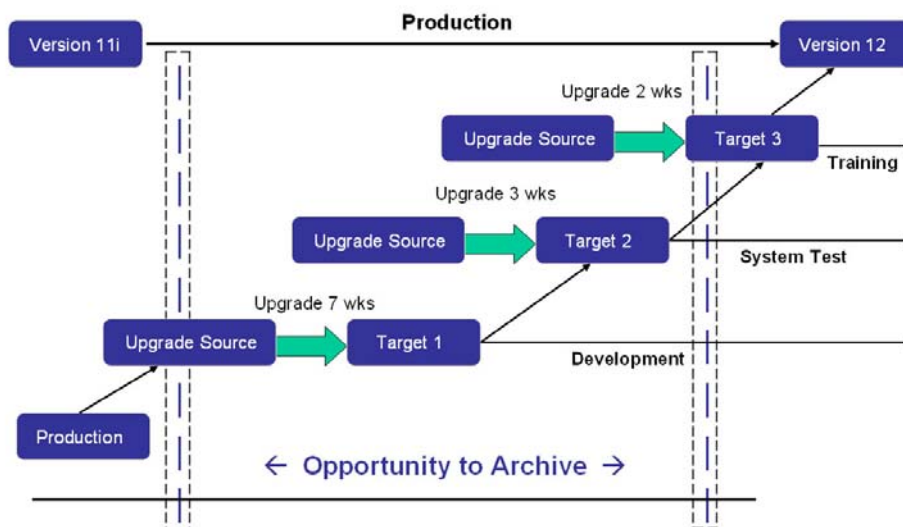 Production
Version 11i
Version 12
Upgrade 2 wks
Upgrade Source
Target 3
Training
Upgrade 3 wks
Upgrade Source
Target 2
System Test
Upgrade 7 wks
Upgrade Source
Target 1
Development
Production
← Opportunity to Archive →